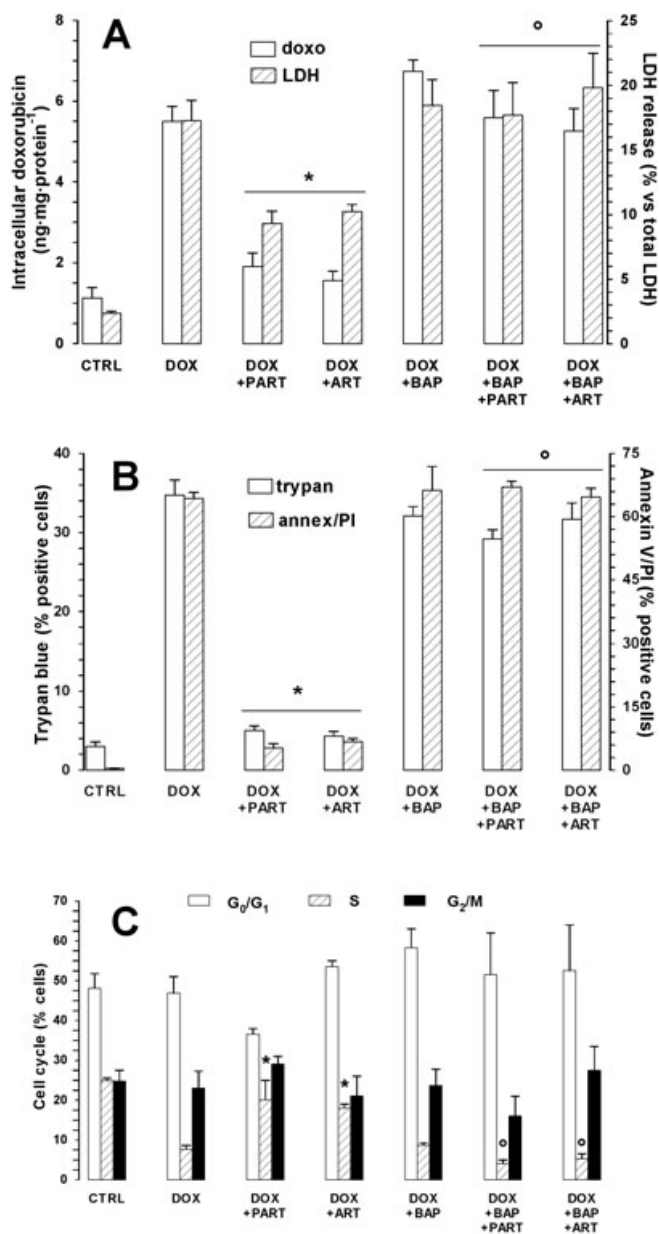 A
doxo
LDH
°
*
Intracellular doxorubicin
(ng·mg·protein-1)
8
6
4
2
0
LDH release (% vs total LDH)
25
20
15
10
5
0
CTRL
DOX
DOX
+PART
DOX
+ART
DOX
+BAP
DOX
+BAP
+PART
DOX
+BAP
+ART
B
trypan
annex/PI
°
*
Trypan blue (% positive cells)
40
30
20
10
0
Annexin V/PI (% positive
cells)
75
60
45
30
15
0
CTRL
DOX
DOX
+PART
DOX
+ART
DOX
+BAP
DOX
+BAP
+PART
DOX
+BAP
+ART
C
G0/G1
S
G2/M
Cell cycle (% cells)
70
60
50
40
30
20
10
0
*
*
°
°
CTRL
DOX
DOX
+PART
DOX
+ART
DOX
+BAP
DOX
+BAP
+PART
DOX
+BAP
+ART